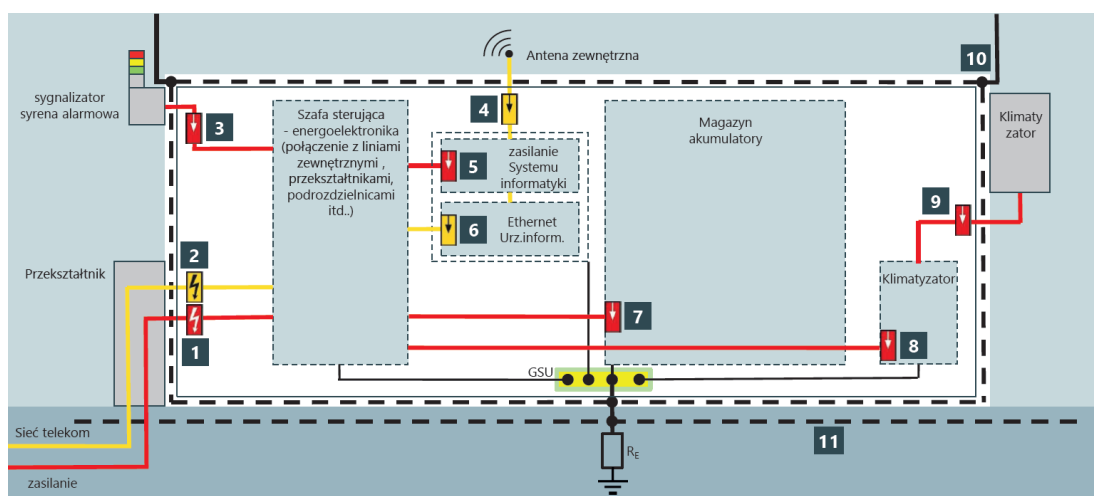 Antena zewnętrzna
10
sygnalizator
syrena alarmowa
3
Szafa sterująca
- energoelektronika
(połączenie z liniami
zewnętrznymi ,
przekształtnikami,
podrozdzielnicami
itd..)
4
5
zasilanie
Systemu
informatyki
6
Ethernet
Urz.inform.
Magazyn
akumulatory
Klimaty
zator
9
Przekształtnik
2
1
7
Klimatyzator
8
GSU
Sieć telekom
11
RE
zasilanie